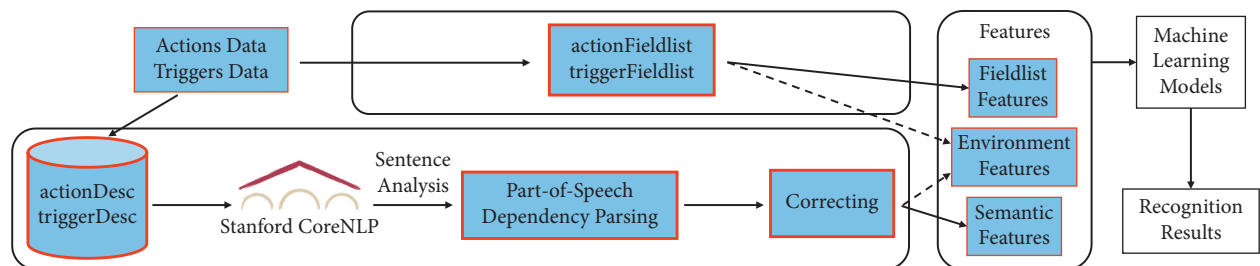 Actions Data
Triggers Data
actionFieldlist
triggerFieldlist
Features
Fieldlist
Features
Environment
Features
Semantic
Features
Machine
Learning
Models
Recognition
Results
actionDesc
triggerDesc
Stanford CoreNLP
Sentence
Analysis
Part-of-Speech
Dependency Parsing
Correcting